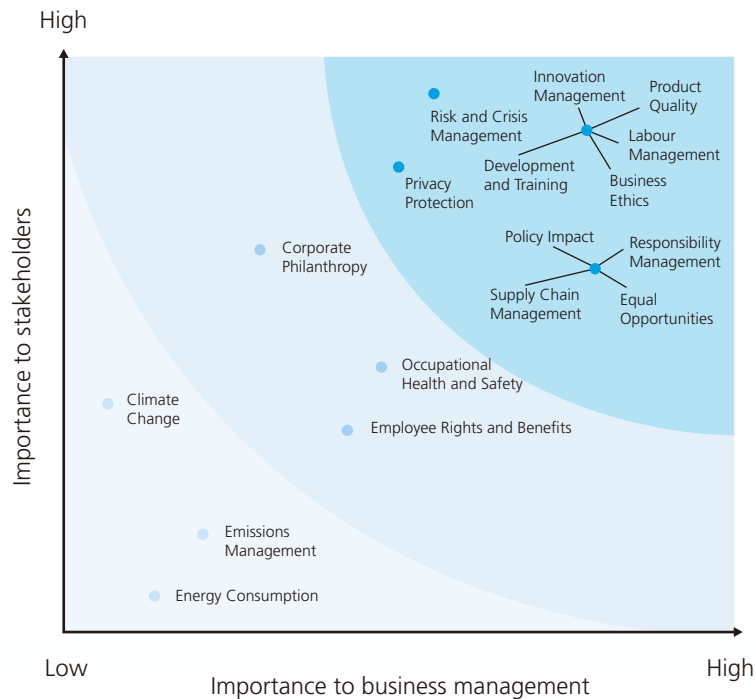 High
Innovation
Management
Product
Quality
Risk and Crisis
Management
Labour
Management
Development
and Training
Business
Ethics
Privacy
Protection
Policy Impact
Responsibility
Management
Corporate
Philanthropy
Supply Chain
Management
Equal
Opportunities
Occupational
Health and Safety
Climate
Change
Employee Rights and Benefits
Emissions
Management
Energy Consumption
Importance to stakeholders
Low
Importance to business management
High